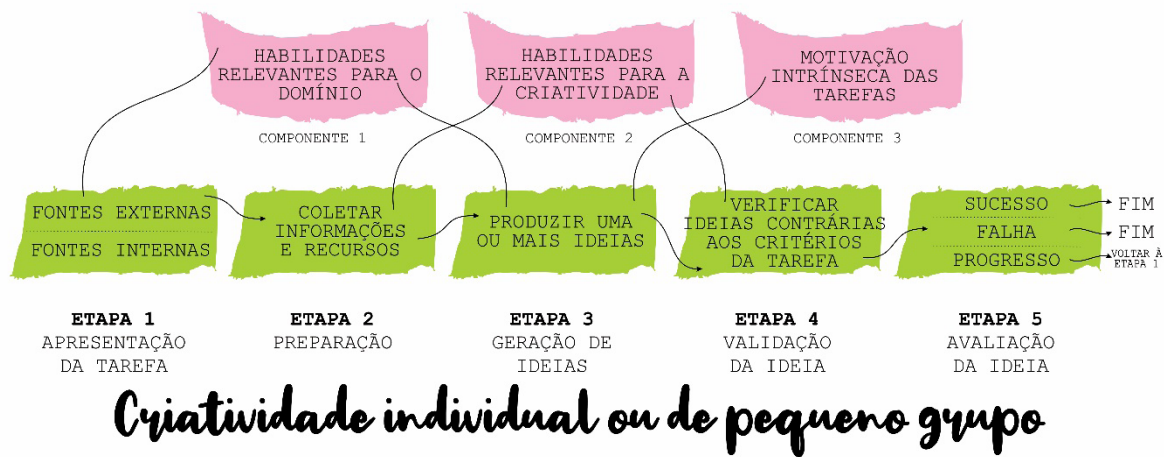 HABILIDADES
RELEVANTES PARA O
DOMÍNIO
COMPONENTE 1
HABILIDADES
RELEVANTES PARA A
CRIATIVIDADE
COMPONENTE 2
MOTIVAÇÃO
INTRÍNSECA DAS
TAREFAS
COMPONENTE 3
FONTES EXTERNAS
FONTES INTERNAS
COLETAR
INFORMAÇÕES
E RECURSOS
PRODUZIR UMA
OU MAIS IDEIAS
VERIFICAR
IDEIAS CONTRÁRIAS
AOS CRITÉRIOS
DA TAREFA
SUCESSO
FIM
FALHA
FIM
PROGRESSO
VOLTAR À
ETAPA 1
ETAPA 1
APRESENTAÇÃO
DA TAREFA
ETAPA 2
PREPARAÇÃO
ETAPA 3
GERAÇÃO DE
IDEIAS
ETAPA 4
VALIDAÇÃO
DA IDEIA
ETAPA 5
AVALIAÇÃO
DA IDEIA
Criatividade individual ou de pequeno grupo